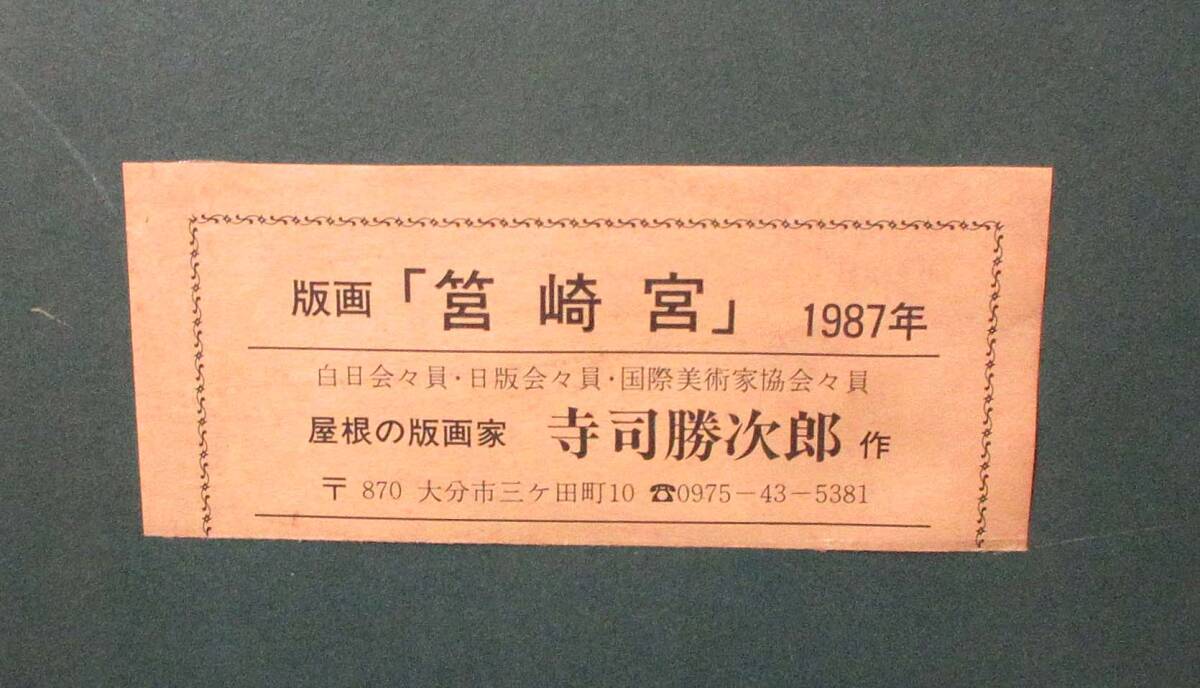 版画「筥崎宮」 1987年
白日会々員・日版会々員・国際美術家協会々員
屋根の版画家 寺司勝次郎 作
〒870 大分市三ケ田町10 ☎0975-43-5381